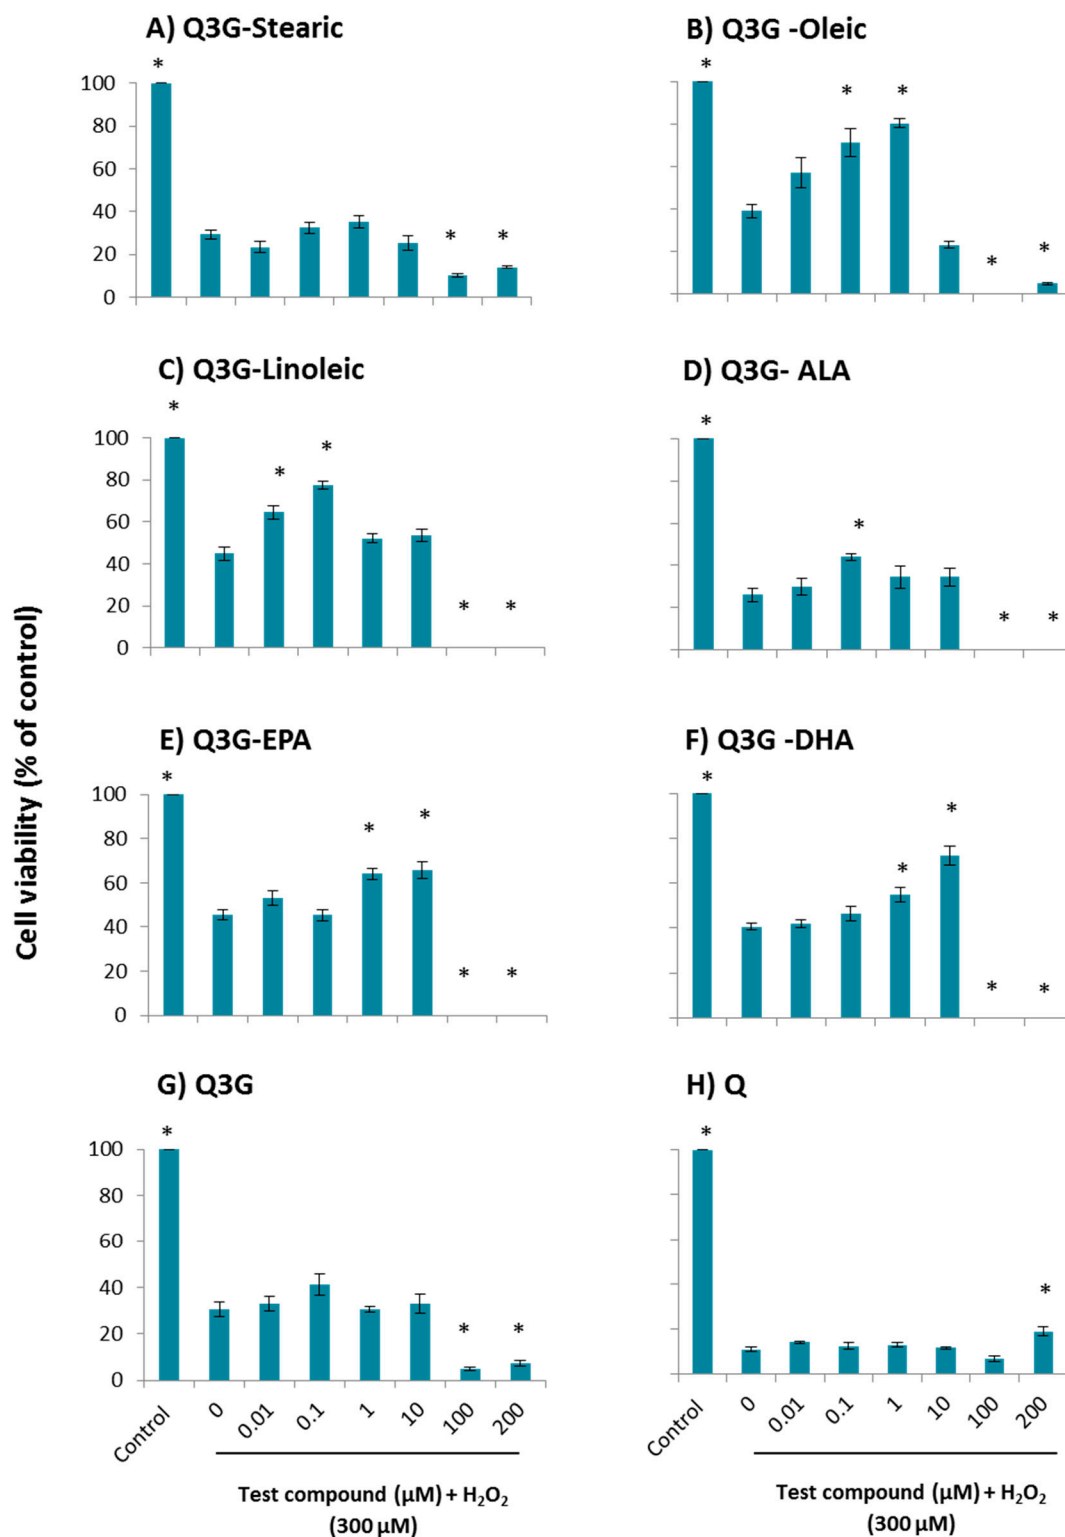 A) Q3G-Stearic
B) Q3G -Oleic
* *
100
80 * *
60
40
20 * * * *
0
C) Q3G-Linoleic
D) Q3G- ALA
* *
100 *
80 *
60 *
40
20 * * * *
0
E) Q3G-EPA
F) Q3G -DHA
* *
100
80 * * *
60 *
40
20 * * * *
0
G) Q3G
H) Q
* *
100
80
60
40
20 * * *
0
Control 0 0.01 0.1 1 10 100 200
Control 0 0.01 0.1 1 10 100 200
Test compound (μM) + H₂O₂
(300 μM)
Test compound (μM) + H₂O₂
(300 μM)
Cell viability (% of control)